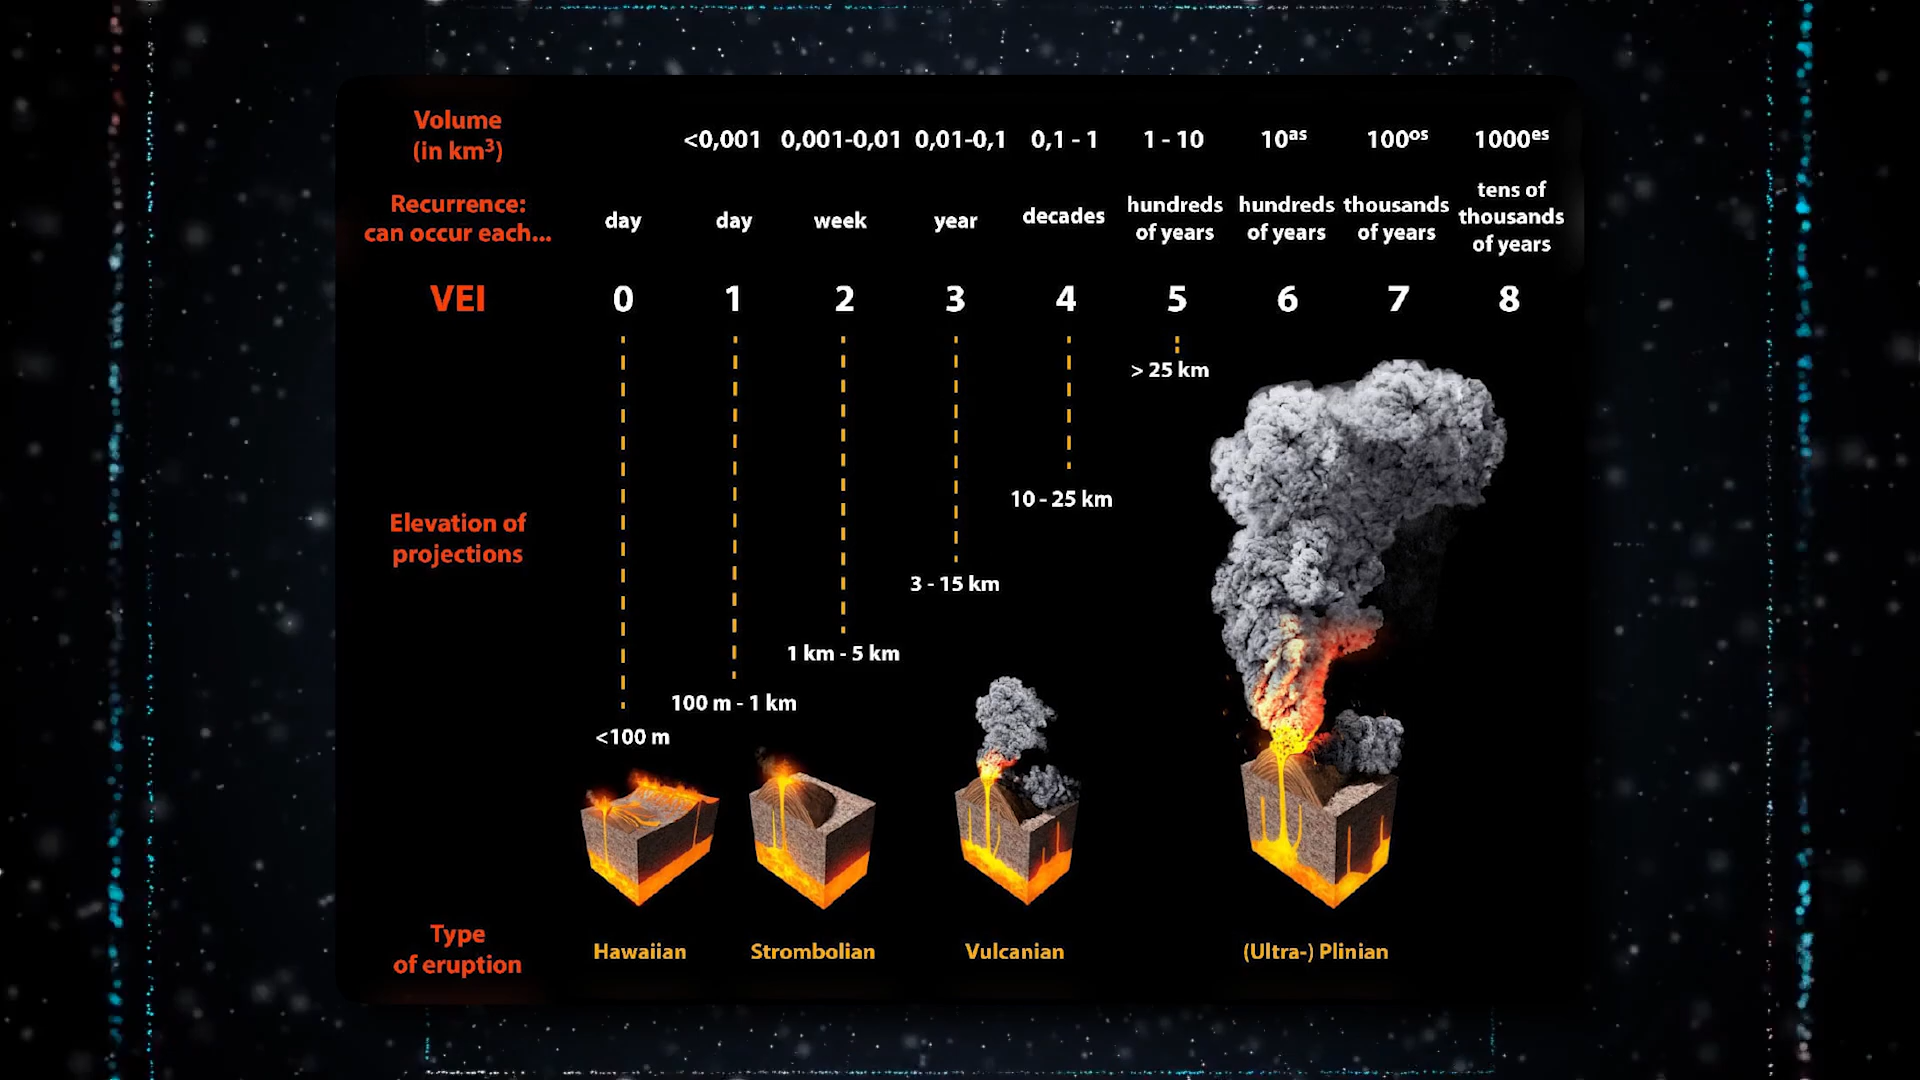 Volume
(in km³)
<0,001 0,001-0,01 0,01-0,1 0,1 - 1 1 - 10 10ᵃˢ 100ᵒˢ 1000ᵉˢ
Recurrence:
can occur each...
day day week year decades
hundreds
of years
hundreds
of years
thousands
of years
tens of
thousands
of years
VEI 0 1 2 3 4 5 6 7 8
> 25 km
10 - 25 km
Elevation of
projections
3 - 15 km
1 km - 5 km
100 m - 1 km
<100 m
Type
of eruption
Hawaiian Strombolian Vulcanian (Ultra-) Plinian